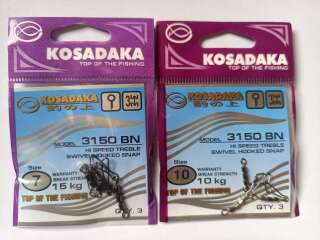 KOSADAKA
TOP OF THE FISHING
KOSADAKA
MODEL 3150 BN
HI SPEED TREBLE
SWIVEL HOOKED SNAP
Size
7
WARRANTY
BREAK STRENGTH
15 kg
TOP OF THE FISHING
QTY. 3
KOSADAKA
TOP OF THE FISHING
KOSADAKA
MODEL 3150 BN
HI SPEED TREBLE
SWIVEL HOOKED SNAP
Size
10
WARRANTY
BREAK STRENGTH
10 kg
TOP OF THE FISHING
QTY. 3